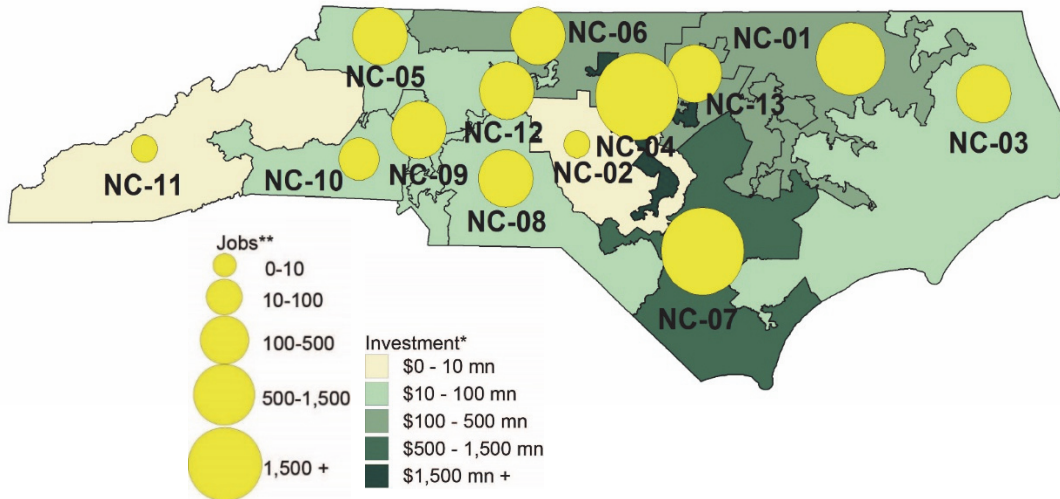 NC-06
NC-01
NC-05
NC-13
NC-12
NC-03
NC-04
NC-11
NC-10
NC-09
NC-02
NC-08
NC-07
Jobs**
0-10
10-100
100-500
500-1,500
1,500 +
Investment*
$0 - 10 mn
$10 - 100 mn
$100 - 500 mn
$500 - 1,500 mn
$1,500 mn +